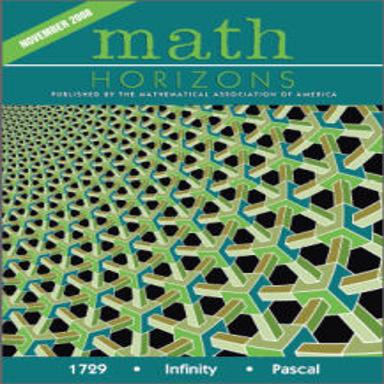 NOVEMBER 2008
math
HORIZONS
PUBLISHED BY THE MATHEMATICAL ASSOCIATION OF AMERICA
1729 • Infinity • Pascal